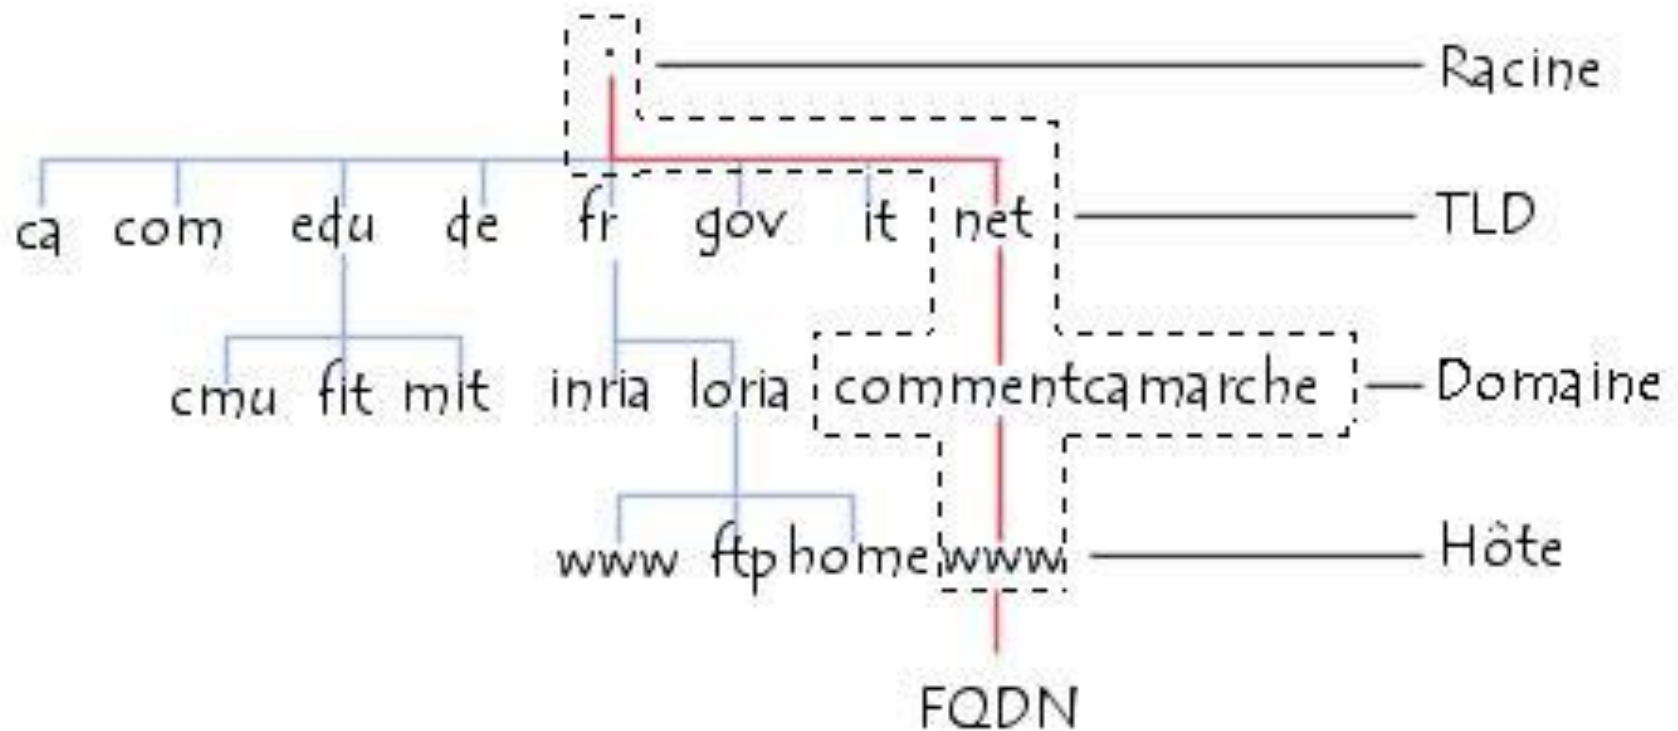 . Racine
ca com edu de fr gov it net TLD
cmu fit mit inria loria commentcamarche Domaine
www ftp home www Hôte
FQDN